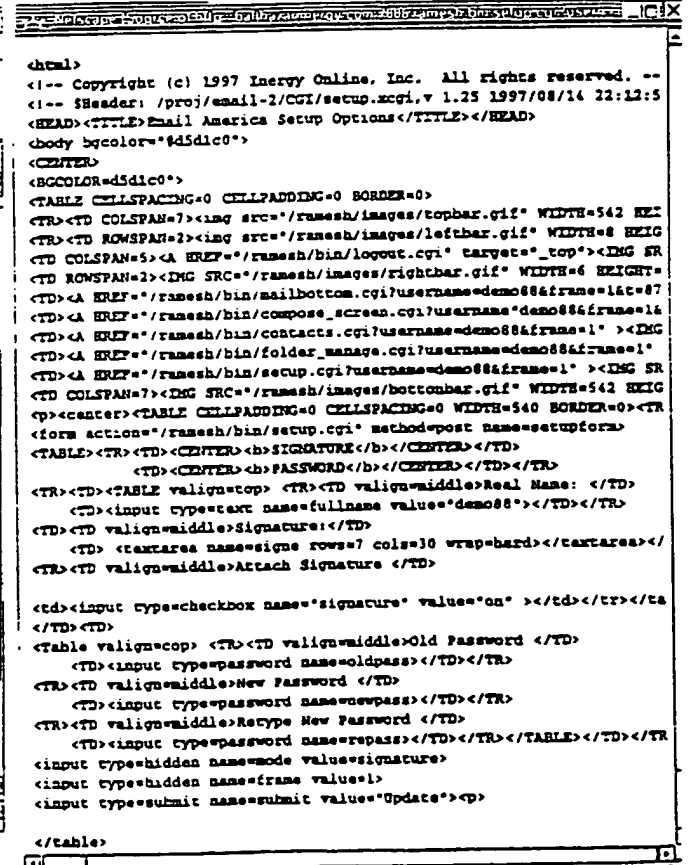 <html>
<!-- Copyright (c) 1997 Inergy Online, Inc.  All rights reserved. --
<!-- $Header: /proj/email-2/CGI/setup.xcgi,v 1.25 1997/08/14 22:12:5
<HEAD><TITLE>Email America Setup Options</TITLE></HEAD>
<body bgcolor="#d5d1c0">
<CENTER>
<BGCOLOR=d5d1c0">
<TABLE CELLSPACING=0 CELLPADDING=0 BORDER=0>
<TR><TD COLSPAN=7><img src="/ramesh/images/topbar.gif" WIDTH=542 HEI
<TR><TD ROWSPAN=2><img src="/ramesh/images/leftbar.gif" WIDTH=8 HEIG
<TD COLSPAN=5><A HREF="/ramesh/bin/logout.cgi" target="_top"><IMG SR
<TD ROWSPAN=2><IMG SRC="/ramesh/images/rightbar.gif" WIDTH=6 HEIGHT=
<TD><A HREF="/ramesh/bin/mailbottom.cgi?username=demo88&frame=1&t=87
<TD><A HREF="/ramesh/bin/compose_screen.cgi?username=demo88&frame=1&
<TD><A HREF="/ramesh/bin/contacts.cgi?username=demo88&frame=1" ><IMG
<TD><A HREF="/ramesh/bin/folder_manage.cgi?username=demo88&frame=1"
<TD><A HREF="/ramesh/bin/setup.cgi?username=demo88&frame=1" ><IMG SR
<TD COLSPAN=7><IMG SRC="/ramesh/images/bottombar.gif" WIDTH=542 HEIG
<p><center><TABLE CELLPADDING=0 CELLSPACING=0 WIDTH=540 BORDER=0><TR
<form action="/ramesh/bin/setup.cgi" method=post name=setupform>
<TABLE><TR><TD><CENTER><b>SIGNATURE</b></CENTER></TD>
<TD><CENTER><b>PASSWORD</b></CENTER></TD></TR>
<TR><TD><TABLE valign=top> <TR><TD valign=middle>Real Name: </TD>
<TD><input type=text name=fullname value="demo88"></TD></TR>
<TD><TD valign=middle>Signature:</TD>
<TD> <textarea name=signe rows=7 cols=30 wrap=hard></textarea></
<TR><TD valign=middle>Attach Signature </TD>
<td><input type=checkbox name="signature" value="on" ></td></tr></ta
</TD><TD>
<Table valign=top> <TR><TD valign=middle>Old Password </TD>
<TD><input type=password name=oldpass></TD></TR>
<TR><TD valign=middle>New Password </TD>
<TD><input type=password name=newpass></TD></TR>
<TR><TD valign=middle>Retype New Password </TD>
<TD><input type=password name=repass></TD></TR></TABLE></TD></TR
<input type=hidden name=mode value=signature>
<input type=hidden name=frame value=1>
<input type=submit name=submit value="Update"><p>
</table>